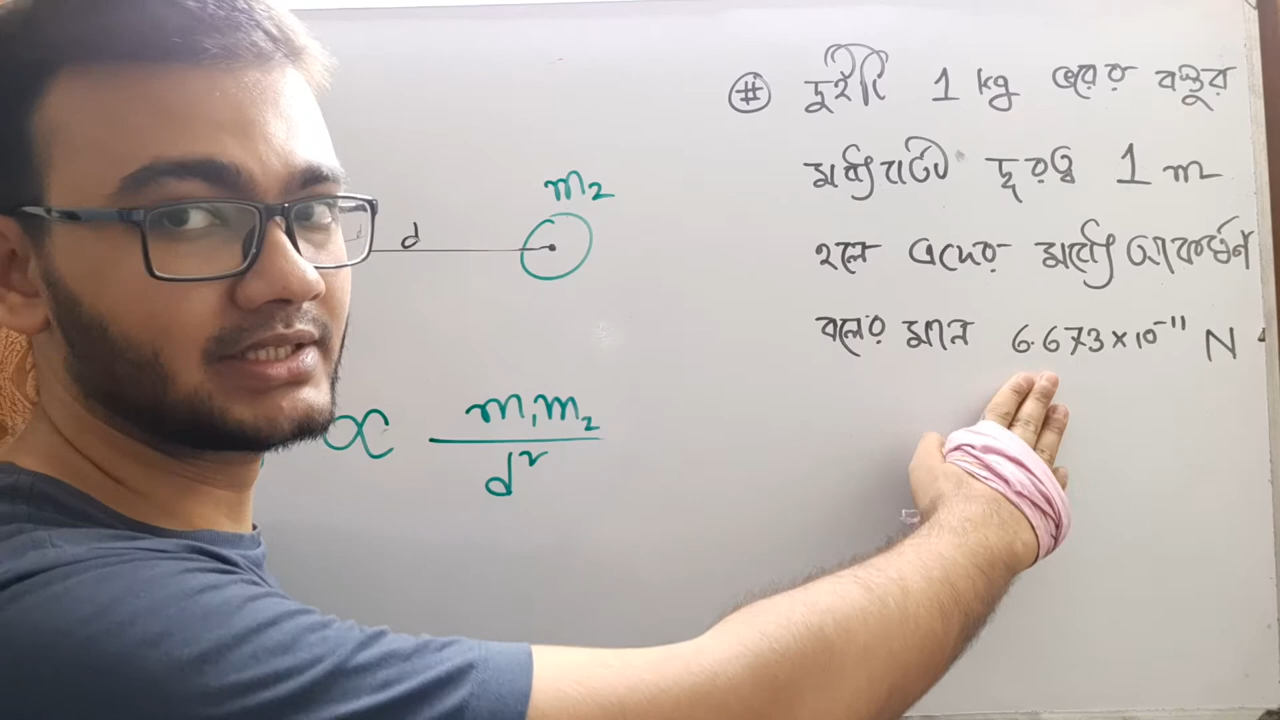 # দুইটি 1 kg ভরের বস্তুর
মধ্যবর্তী দূরত্ব 1 m
হলে এদের মধ্যে আকর্ষণ
বলের মান 6.673×10⁻¹¹ N
m₂
d
∝ m₁m₂
d²